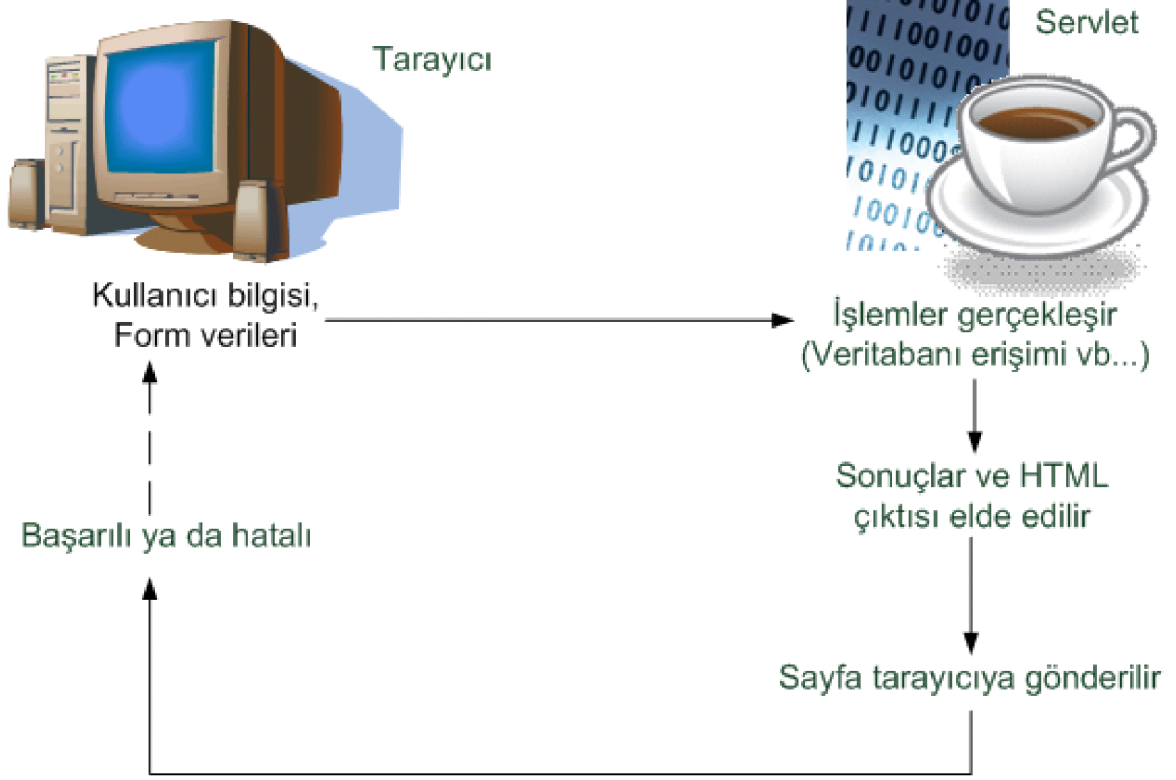 Tarayıcı
Servlet
Kullanıcı bilgisi,
Form verileri
İşlemler gerçekleşir
(Veritabanı erişimi vb...)
Sonuçlar ve HTML
çıktısı elde edilir
Başarılı ya da hatalı
Sayfa tarayıcıya gönderilir